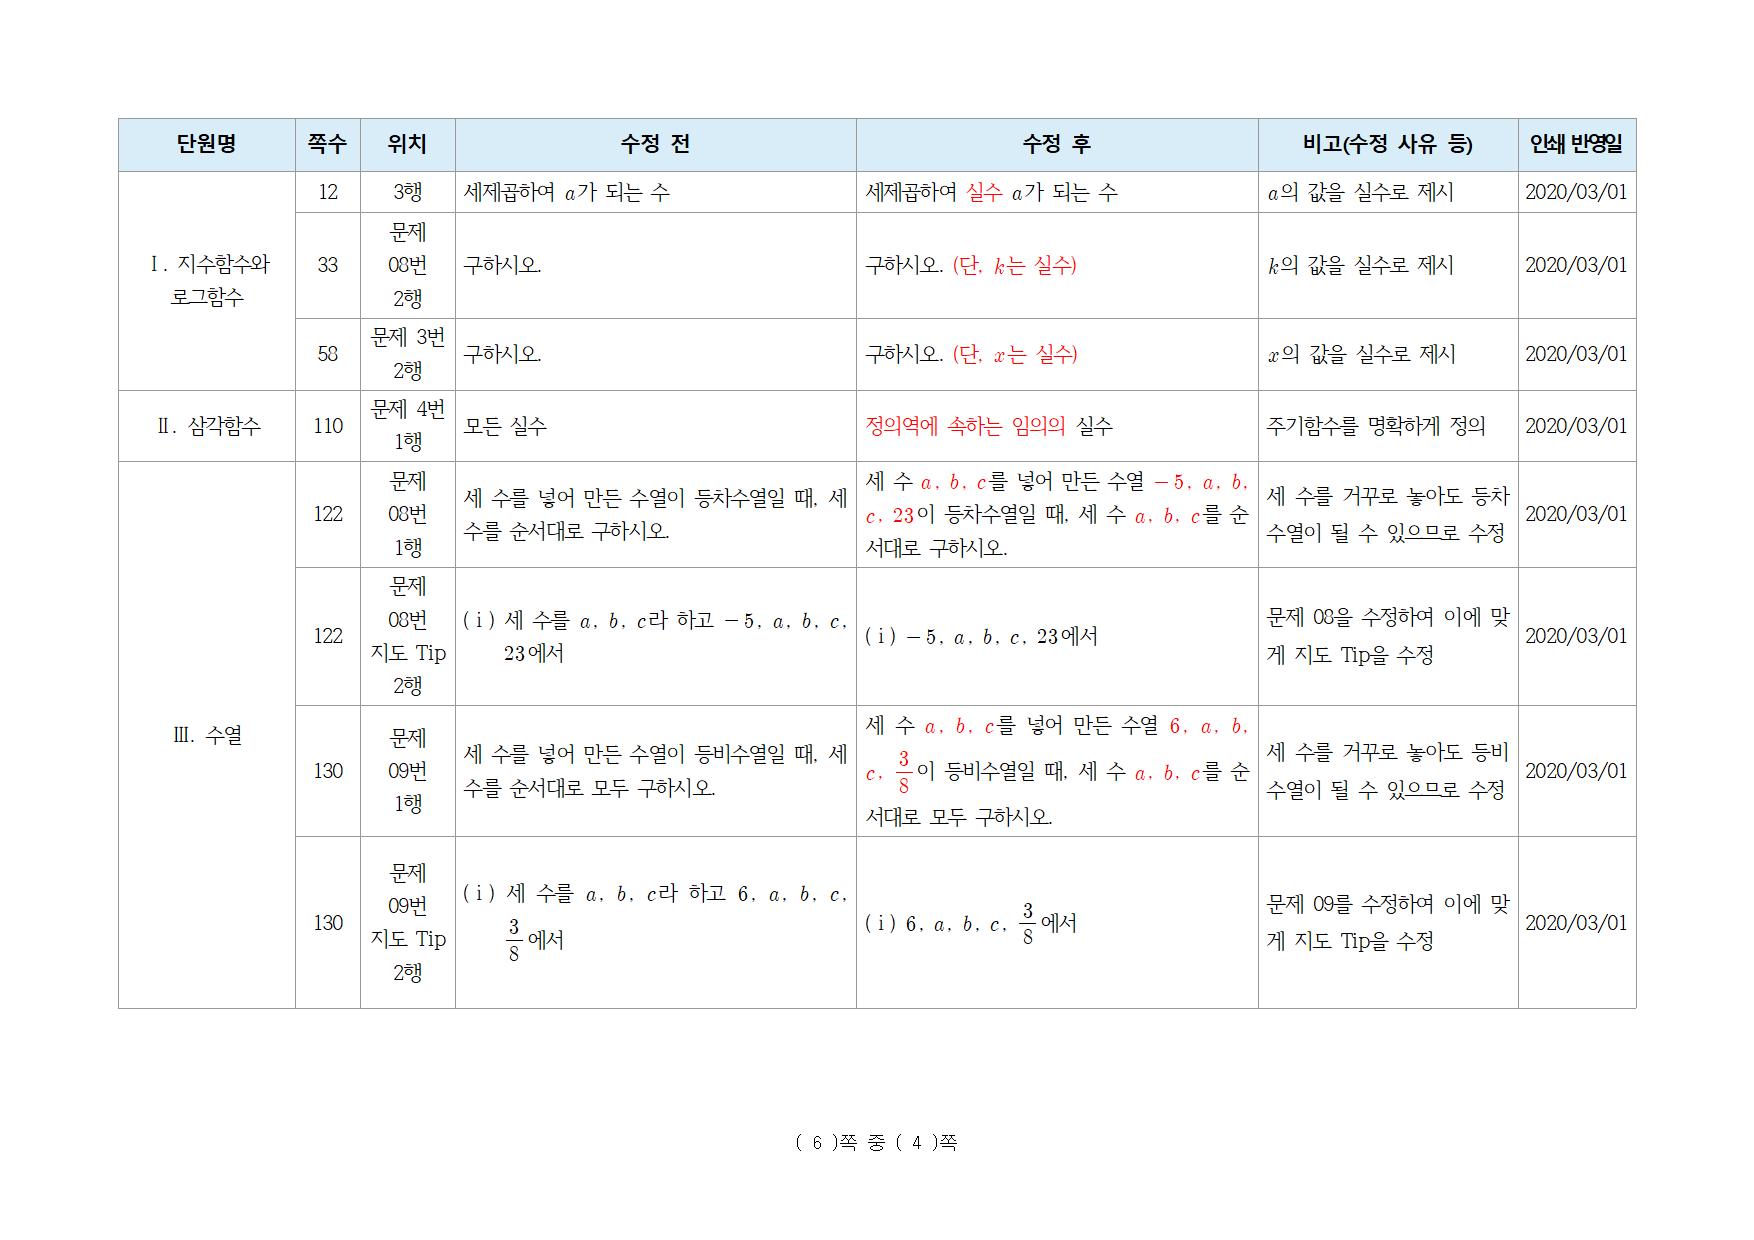 단원명 쪽수 위치 수정 전 수정 후 비고(수정 사유 등) 인쇄 반영일
Ⅰ. 지수함수와
로그함수
12 3행 세제곱하여 a가 되는 수 세제곱하여 실수 a가 되는 수 a의 값을 실수로 제시 2020/03/01
33
문제
08번
2행
구하시오. 구하시오. (단, k는 실수) k의 값을 실수로 제시 2020/03/01
58
문제 3번
2행
구하시오. 구하시오. (단, x는 실수) x의 값을 실수로 제시 2020/03/01
Ⅱ. 삼각함수 110
문제 4번
1행
모든 실수 정의역에 속하는 임의의 실수 주기함수를 명확하게 정의 2020/03/01
Ⅲ. 수열
122
문제
08번
1행
세 수를 넣어 만든 수열이 등차수열일 때, 세
수를 순서대로 구하시오.
세 수 a, b, c를 넣어 만든 수열 −5, a, b,
c, 23이 등차수열일 때, 세 수 a, b, c를 순
서대로 구하시오.
세 수를 거꾸로 놓아도 등차
수열이 될 수 있으므로 수정
2020/03/01
122
문제
08번
지도 Tip
2행
(ⅰ) 세 수를 a, b, c라 하고 −5, a, b, c,
23에서
(ⅰ) −5, a, b, c, 23에서
문제 08을 수정하여 이에 맞
게 지도 Tip을 수정
2020/03/01
130
문제
09번
1행
세 수를 넣어 만든 수열이 등비수열일 때, 세
수를 순서대로 모두 구하시오.
세 수 a, b, c를 넣어 만든 수열 6, a, b,
c, 3/8이 등비수열일 때, 세 수 a, b, c를 순
서대로 모두 구하시오.
세 수를 거꾸로 놓아도 등비
수열이 될 수 있으므로 수정
2020/03/01
130
문제
09번
지도 Tip
2행
(ⅰ) 세 수를 a, b, c라 하고 6, a, b, c,
3/8에서
(ⅰ) 6, a, b, c, 3/8에서
문제 09를 수정하여 이에 맞
게 지도 Tip을 수정
2020/03/01
( 6 )쪽 중 ( 4 )쪽